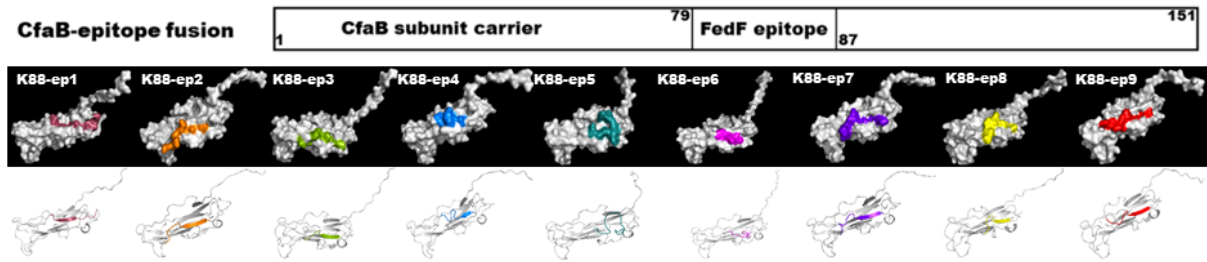 CfaB-epitope fusion
CfaB subunit carrier
79
FedF epitope
151
1
87
K88-ep1 K88-ep2 K88-ep3 K88-ep4 K88-ep5 K88-ep6 K88-ep7 K88-ep8 K88-ep9